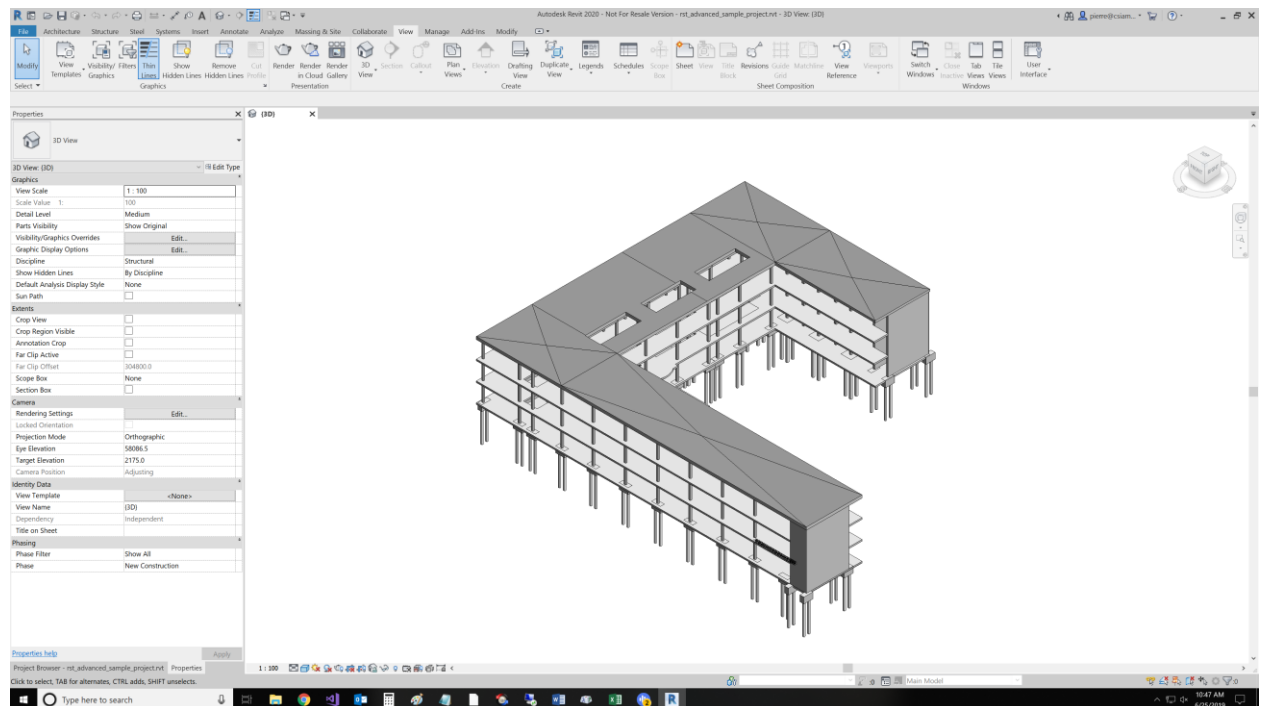 Autodesk Revit 2020 - Not For Resale Version - rst_advanced_sample_project.rvt - 3D View: {3D}
pierre@csiam...
File Architecture Structure Steel Systems Insert Annotate Analyze Massing & Site Collaborate View Manage Add-Ins Modify
Modify
View Templates
Visibility/ Graphics
Filters
Thin Lines
Show Hidden Lines
Remove Hidden Lines
Cut Profile
Render
Render in Cloud
Render Gallery
3D View
Section
Callout
Plan Views
Elevation
Drafting View
Duplicate View
Legends
Schedules
Scope Box
Sheet
View
Title Block
Revisions
Guide Grid
Matchline
View Reference
Viewports
Switch Windows
Close Inactive
Tab Views
Tile Views
User Interface
Select Graphics Presentation Create Sheet Composition Windows
Properties
{3D}
3D View
3D View: {3D} Edit Type
Graphics
View Scale 1 : 100
Scale Value 1: 100
Detail Level Medium
Parts Visibility Show Original
Visibility/Graphics Overrides Edit...
Graphic Display Options Edit...
Discipline Structural
Show Hidden Lines By Discipline
Default Analysis Display Style None
Sun Path
Extents
Crop View
Crop Region Visible
Annotation Crop
Far Clip Active
Far Clip Offset 304800.0
Scope Box None
Section Box
Camera
Rendering Settings Edit...
Locked Orientation
Projection Mode Orthographic
Eye Elevation 58086.5
Target Elevation 2175.0
Camera Position Adjusting
Identity Data
View Template <None>
View Name {3D}
Dependency Independent
Title on Sheet
Phasing
Phase Filter Show All
Phase New Construction
Properties help Apply
Project Browser - rst_advanced_sample_project.rvt Properties
1 : 100
Click to select, TAB for alternates, CTRL adds, SHIFT unselects.
Main Model
Type here to search
10:47 AM
6/25/2019